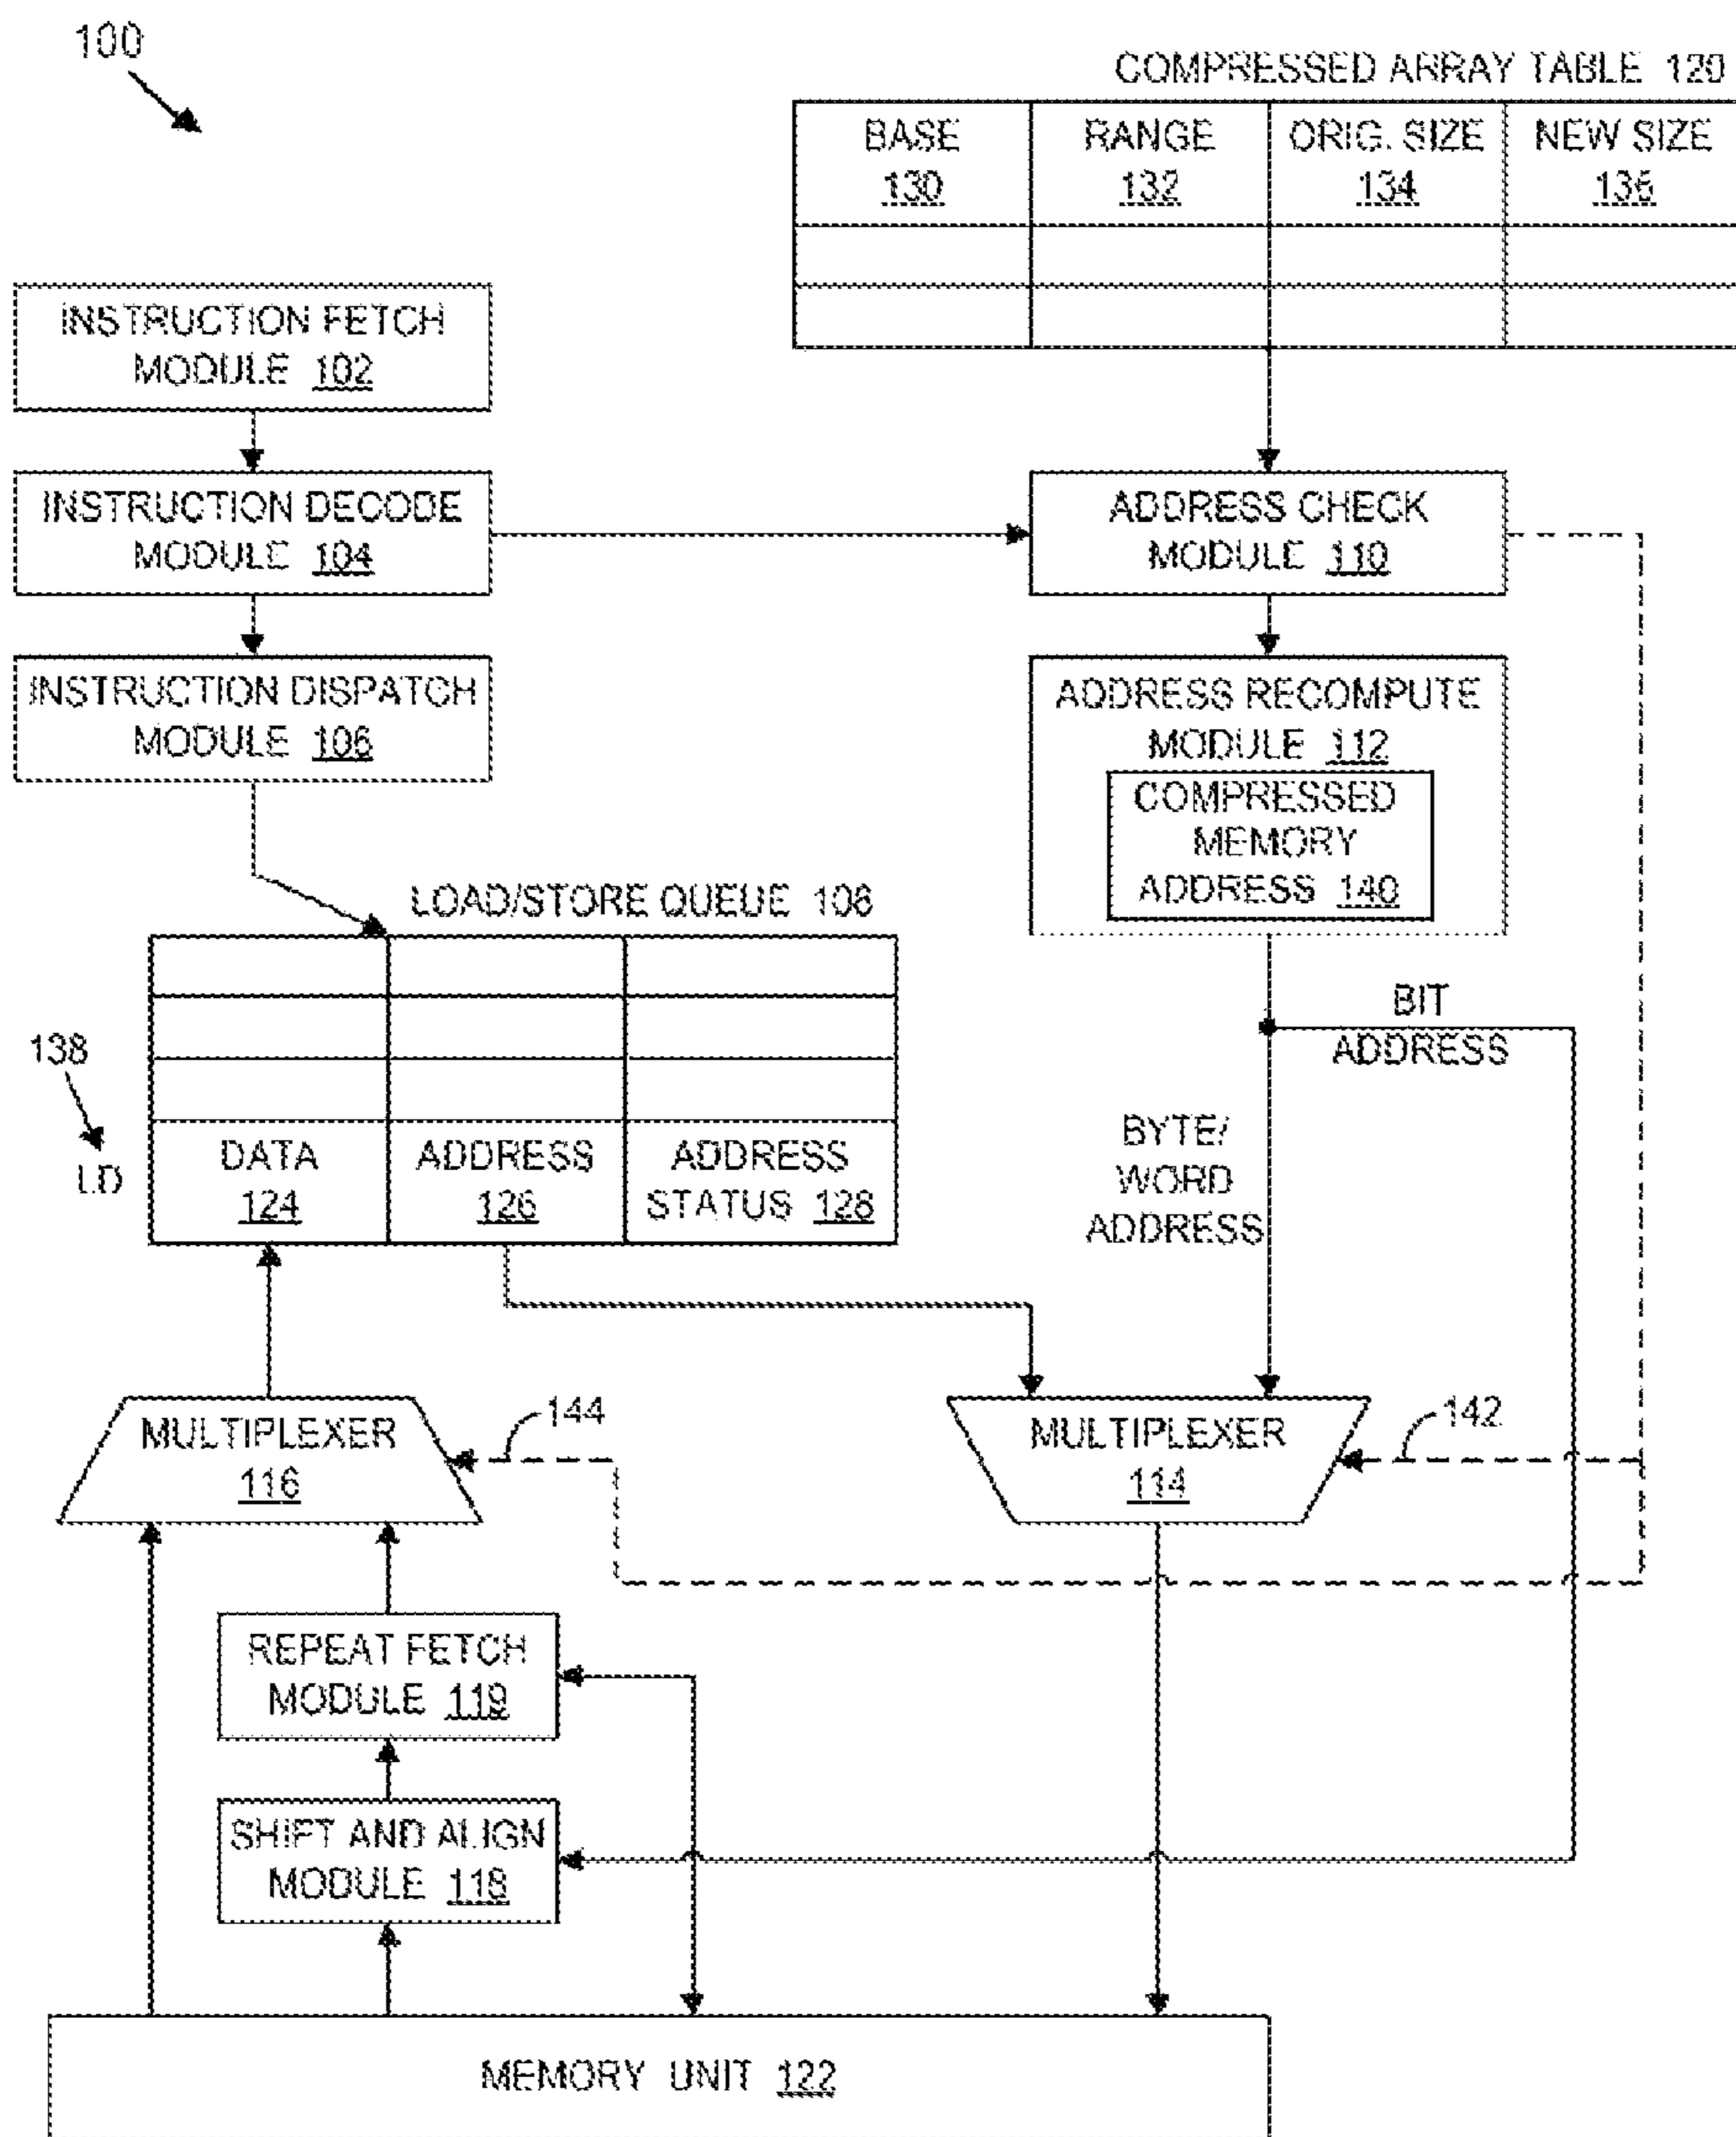 100
COMPRESSED ARRAY TABLE 120
BASE
130
RANGE
132
ORIG. SIZE
134
NEW SIZE
136
INSTRUCTION FETCH
MODULE 102
INSTRUCTION DECODE
MODULE 104
ADDRESS CHECK
MODULE 110
INSTRUCTION DISPATCH
MODULE 106
ADDRESS RECOMPUTE
MODULE 112
COMPRESSED
MEMORY
ADDRESS 140
LOAD/STORE QUEUE 108
BIT
ADDRESS
138
LD
DATA
124
ADDRESS
126
ADDRESS
STATUS 128
BYTE/
WORD
ADDRESS
MULTIPLEXER
116
144
MULTIPLEXER
114
142
REPEAT FETCH
MODULE 119
SHIFT AND ALIGN
MODULE 118
MEMORY UNIT 122